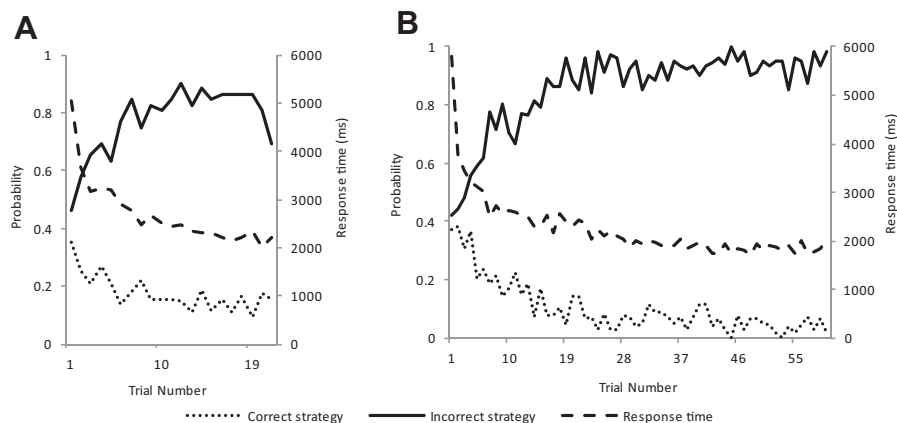 A
1
0.8
0.6
0.4
0.2
0
Probability
6000
5000
4000
3000
2000
1000
0
Response time (ms)
1 10 19
Trial Number
B
1
0.8
0.6
0.4
0.2
0
Probability
6000
5000
4000
3000
2000
1000
0
Response time (ms)
1 10 19 28 37 46 55
Trial Number
Correct strategy Incorrect strategy Response time